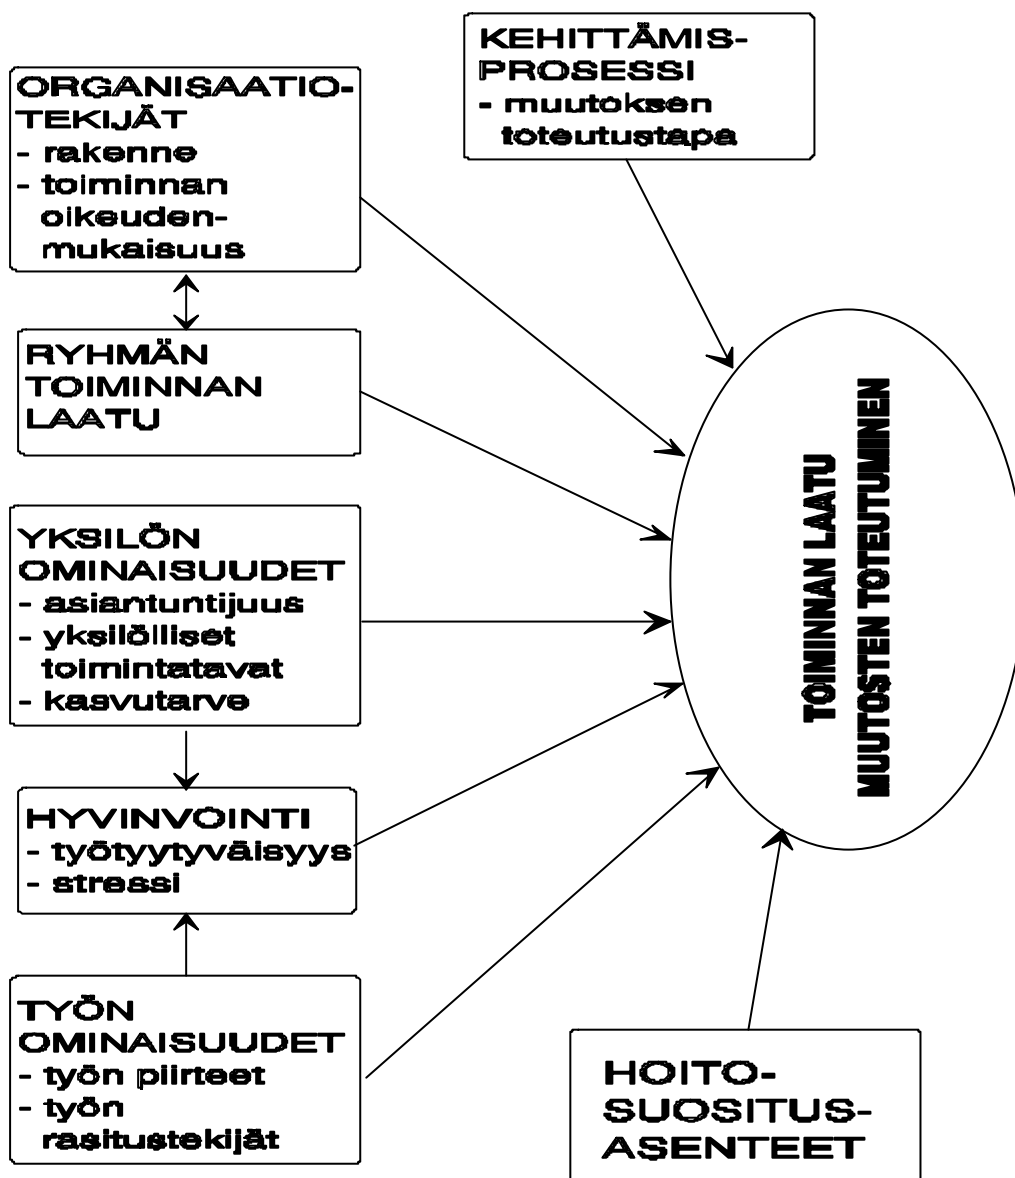 KEHITTÄMIS-
PROSESSI
- muutoksen
toteutustapa
ORGANISAATIO-
TEKIJÄT
- rakenne
- toiminnan
oikeuden-
mukaisuus
RYHMÄN
TOIMINNAN
LAATU
YKSILÖN
OMINAISUUDET
- asiantuntijuus
- yksilölliset
toimintatavat
- kasvutarve
HYVINVOINTI
- työtyytyväisyys
- stressi
TYÖN
OMINAISUUDET
- työn piirteet
- työn
rasitustekijät
TOIMINNAN LAATU
MUUTOSTEN TOTEUTUMINEN
HOITO-
SUOSITUS-
ASENTEET